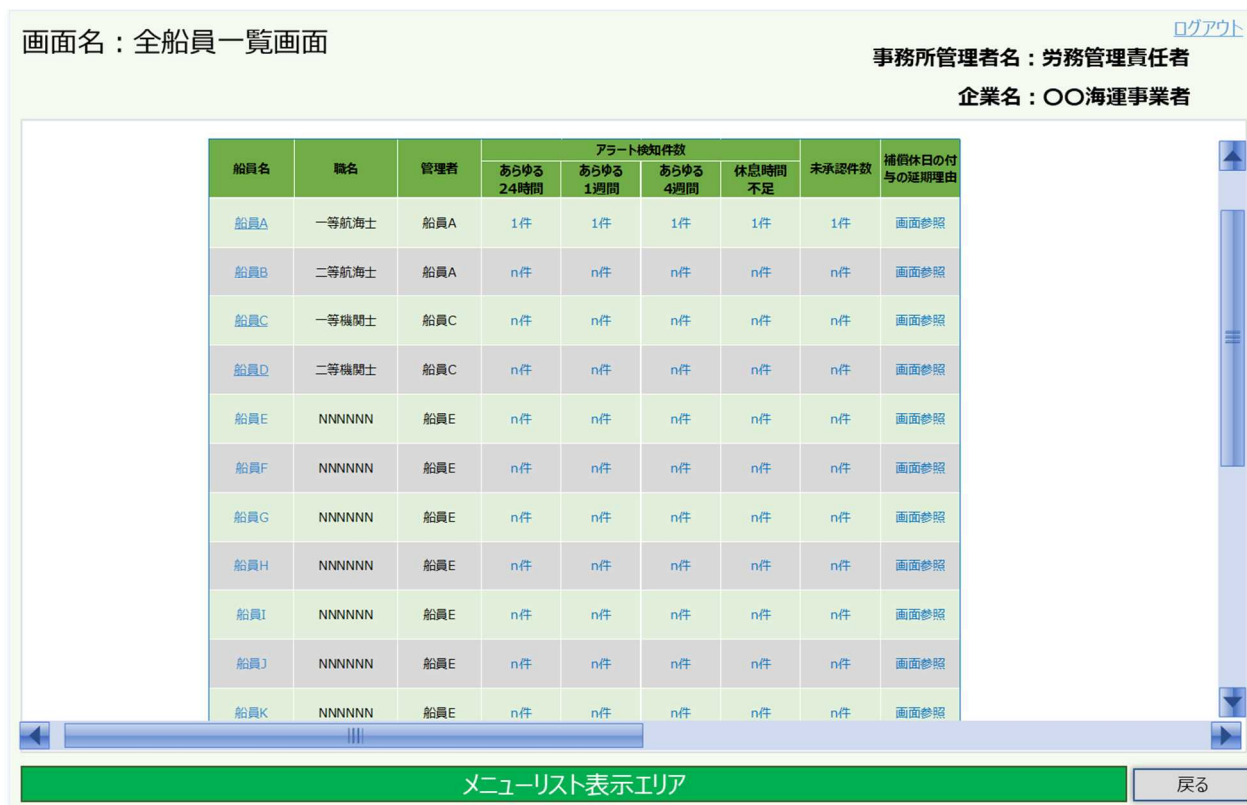 ログアウト
画面名：全船員一覧画面
事務所管理者名：労務管理責任者
企業名：〇〇海運事業者
船員名 職名 管理者 アラート検知件数 未承認件数 補償休日の付与の延期理由
あらゆる24時間 あらゆる1週間 あらゆる4週間 休息時間不足
船員A 一等航海士 船員A 1件 1件 1件 1件 1件 画面参照
船員B 二等航海士 船員A n件 n件 n件 n件 n件 画面参照
船員C 一等機関士 船員C n件 n件 n件 n件 n件 画面参照
船員D 二等機関士 船員C n件 n件 n件 n件 n件 画面参照
船員E NNNNNN 船員E n件 n件 n件 n件 n件 画面参照
船員F NNNNNN 船員E n件 n件 n件 n件 n件 画面参照
船員G NNNNNN 船員E n件 n件 n件 n件 n件 画面参照
船員H NNNNNN 船員E n件 n件 n件 n件 n件 画面参照
船員I NNNNNN 船員E n件 n件 n件 n件 n件 画面参照
船員J NNNNNN 船員E n件 n件 n件 n件 n件 画面参照
船員K NNNNNN 船員E n件 n件 n件 n件 n件 画面参照
メニューリスト表示エリア
戻る